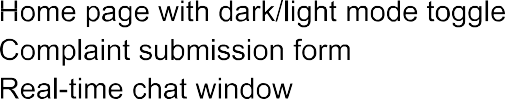 Home page with dark/light mode toggle
Complaint submission form
Real-time chat window